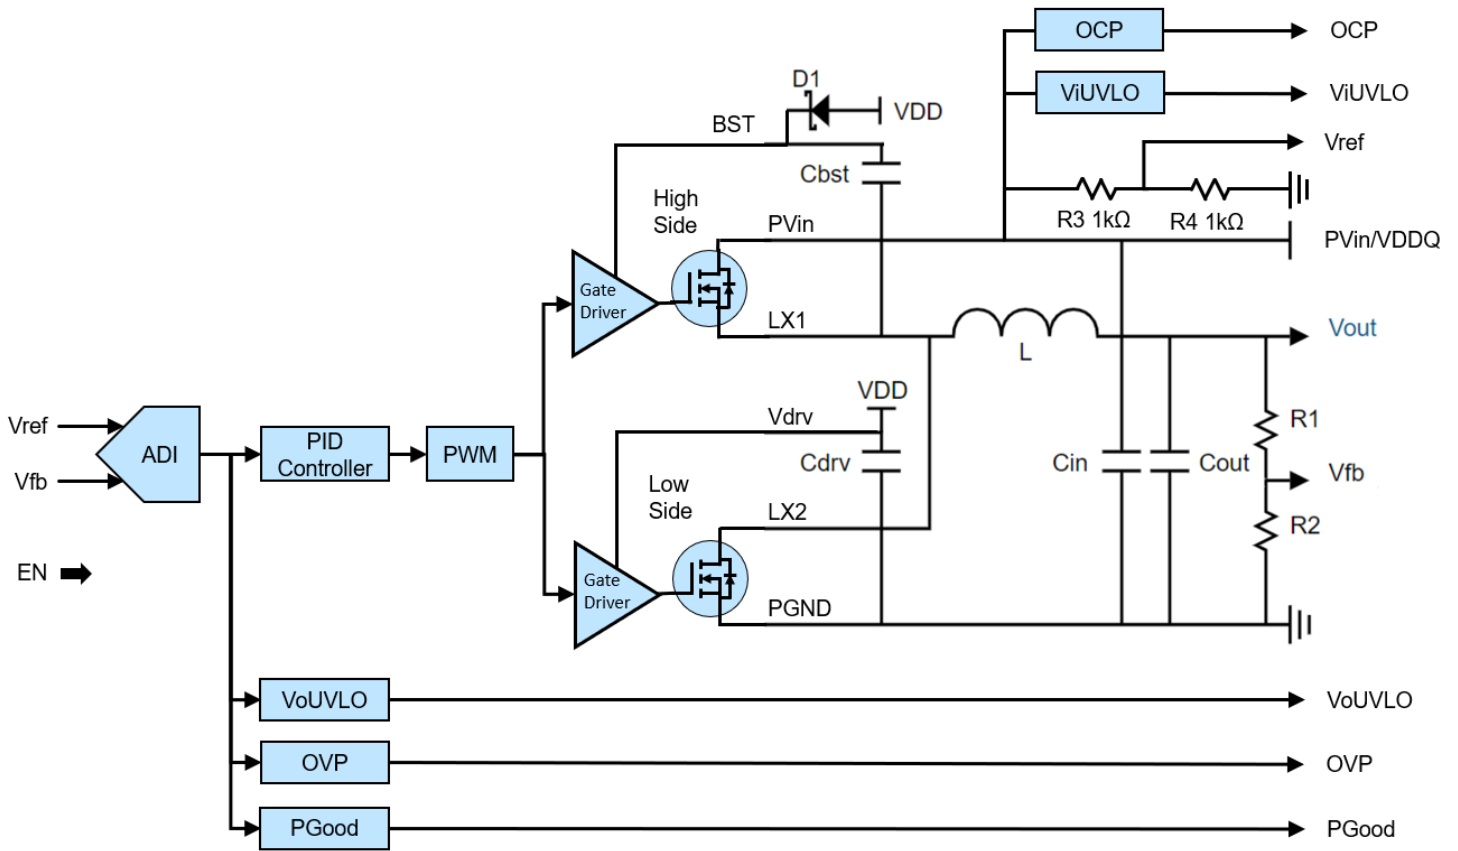 OCP
OCP
D1
ViUVLO
ViUVLO
VDD
BST
Vref
Cbst
High
Side
R3 1kΩ
R4 1kΩ
PVin
PVin/VDDQ
Gate
Driver
LX1
Vout
L
VDD
Vdrv
R1
Vref
ADI
PID
Controller
PWM
Cdrv
Cin
Cout
Vfb
Vfb
Low
Side
LX2
R2
EN
Gate
Driver
PGND
VoUVLO
VoUVLO
OVP
OVP
PGood
PGood